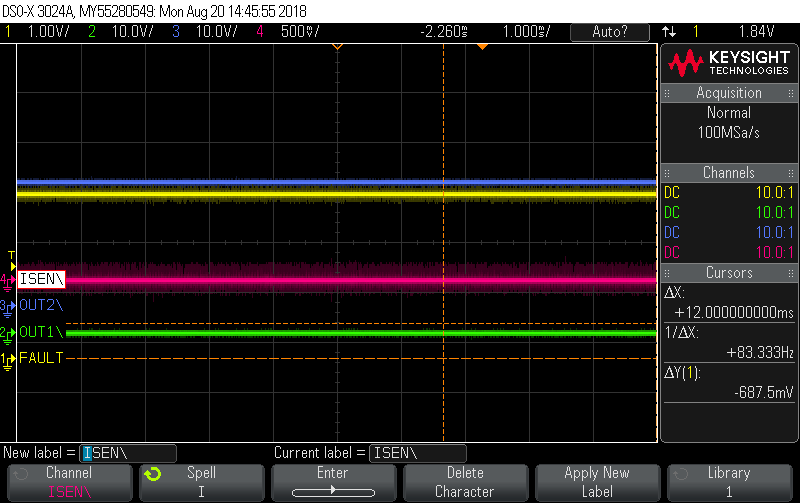 DSO-X 3024A, MY55280549: Mon Aug 20 14:45:55 2018
1 1.00V/ 2 10.0V/ 3 10.0V/ 4 500mV/ -2.260ms 1.000ms/ Auto? 1 1.84V
KEYSIGHT
TECHNOLOGIES
Acquisition
Normal
100MSa/s
Channels
DC 10.0:1
DC 10.0:1
DC 10.0:1
DC 10.0:1
Cursors
ΔX:
+12.000000000ms
1/ΔX:
+83.333Hz
ΔY(1):
-687.5mV
T
4 ISEN\
3 OUT2\
2 OUT1\
1 FAULT
New label = ISEN\ Current label = ISEN\
Channel
ISEN\
Spell
I
Enter
Delete
Character
Apply New
Label
Library
1